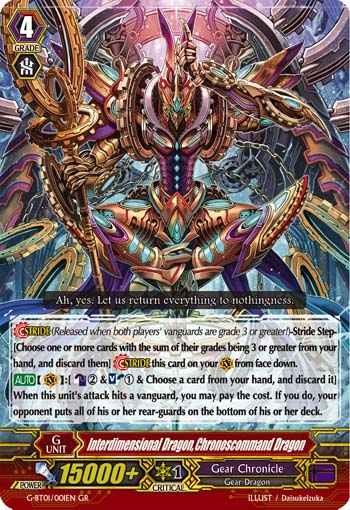 4
GRADE
Ah, yes. Let us return everything to nothingness.
STRIDE (Released when both players' vanguards are grade 3 or greater!)-Stride Step-
[Choose one or more cards with the sum of their grades being 3 or greater from your
hand, and discard them] STRIDE this card on your from face down.
AUTO [ 1]:[ 2 & 1 & Choose a card from your hand, and discard it]
When this unit's attack hits a vanguard, you may pay the cost. If you do, your
opponent puts all of his or her rear-guards on the bottom of his or her deck.
G UNIT
Interdimensional Dragon, Chronoscommand Dragon
POWER 15000+ 1 CRITICAL
Gear Chronicle
Gear Dragon
G-BT01/001EN GR
ILLUST / DaisukeIzuka